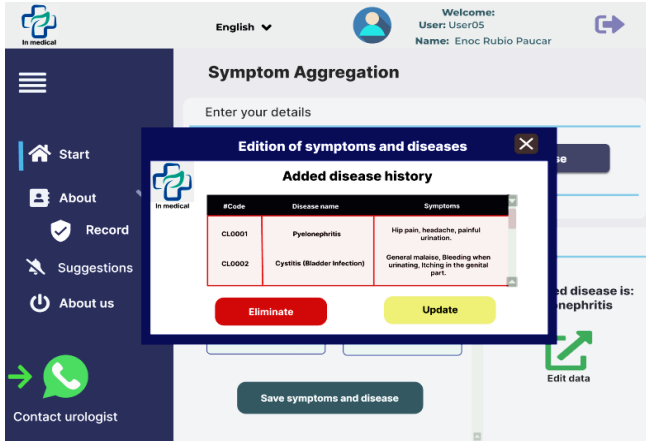 In medical
English
Welcome:
User: User05
Name: Enoc Rubio Paucar
Symptom Aggregation
Enter your details
Start
About
Record
Suggestions
About us
Contact urologist
se
Edition of symptoms and diseases
In medical
Added disease history
#Code Disease name Symptoms
CL0001 Pyelonephritis Hip pain, headache, painful
urination.
CL0002 Cystitis (Bladder Infection) General malaise, Bleeding when
urinating, Itching in the genital
part.
Eliminate
Update
ed disease is:
onephritis
Edit data
Save symptoms and disease